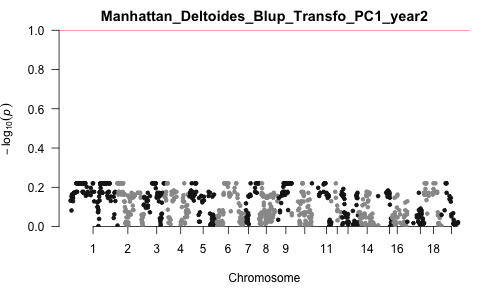 Manhattan_Deltoides_Blup_Transfo_PC1_year2
1.0
0.8
0.6
0.4
0.2
0.0
− log₁₀(p)
1 2 3 4 5 6 7 8 9 11 14 16 18
Chromosome